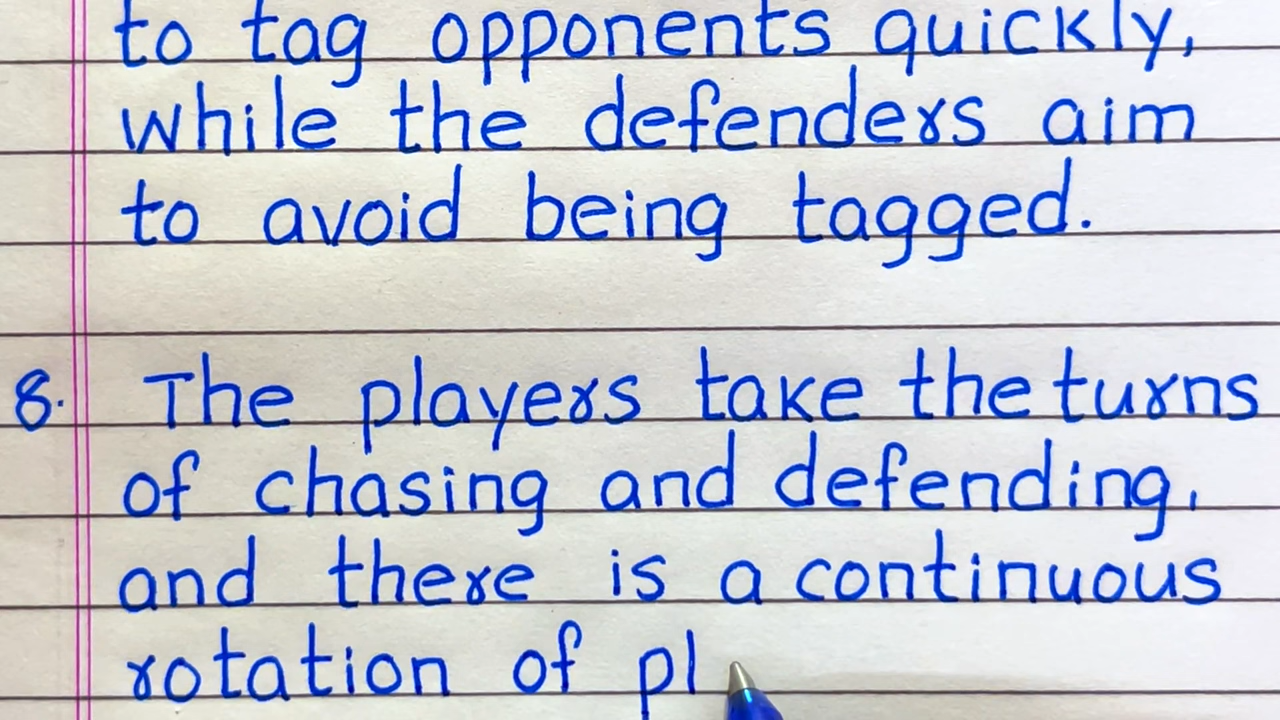 to tag opponents quickly,
while the defenders aim
to avoid being tagged.
8. The players take the turns
of chasing and defending,
and there is a continuous
rotation of pl